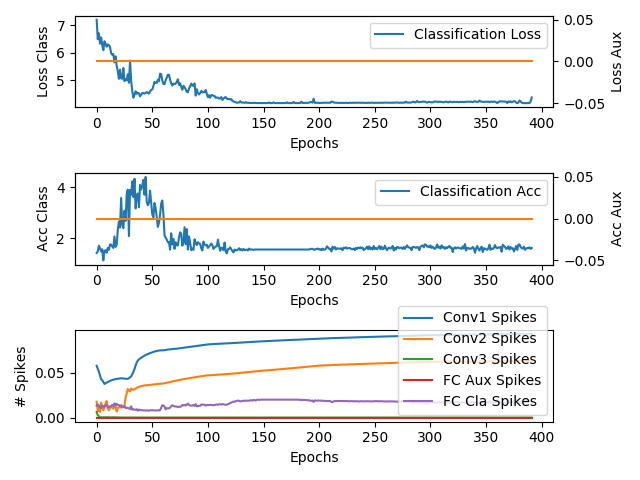 Classification Loss
Loss Class
7
6
5
0.05
0.00
−0.05
Loss Aux
0 50 100 150 200 250 300 350 400
Epochs
Classification Acc
Acc Class
4
2
0.05
0.00
−0.05
Acc Aux
0 50 100 150 200 250 300 350 400
Epochs
Conv1 Spikes
Conv2 Spikes
Conv3 Spikes
FC Aux Spikes
FC Cla Spikes
# Spikes
0.05
0.00
0 50 100 150 200 250 300 350 400
Epochs